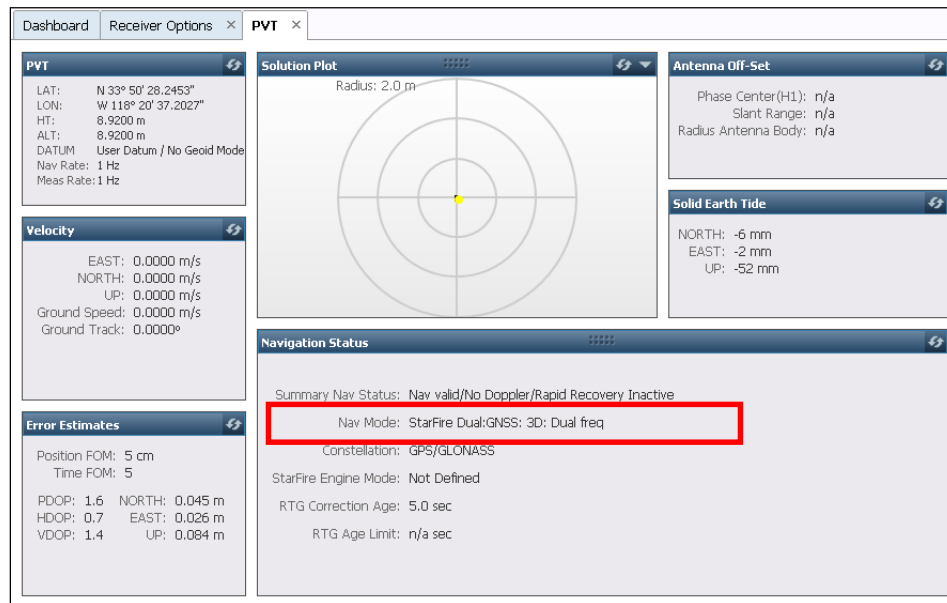 Dashboard
Receiver Options ×
PVT ×
PVT
LAT: N 33º 50' 28.2453"
LON: W 118º 20' 37.2027"
HT: 8.9200 m
ALT: 8.9200 m
DATUM User Datum / No Geoid Mode
Nav Rate: 1 Hz
Meas Rate: 1 Hz
Solution Plot
Radius: 2.0 m
Antenna Off-Set
Phase Center(H1): n/a
Slant Range: n/a
Radius Antenna Body: n/a
Velocity
EAST: 0.0000 m/s
NORTH: 0.0000 m/s
UP: 0.0000 m/s
Ground Speed: 0.0000 m/s
Ground Track: 0.0000º
Solid Earth Tide
NORTH: -6 mm
EAST: -2 mm
UP: -52 mm
Navigation Status
Summary Nav Status: Nav valid/No Doppler/Rapid Recovery Inactive
Nav Mode: StarFire Dual:GNSS: 3D: Dual freq
Constellation: GPS/GLONASS
StarFire Engine Mode: Not Defined
RTG Correction Age: 5.0 sec
RTG Age Limit: n/a sec
Error Estimates
Position FOM: 5 cm
Time FOM: 5
PDOP: 1.6 NORTH: 0.045 m
HDOP: 0.7 EAST: 0.026 m
VDOP: 1.4 UP: 0.084 m